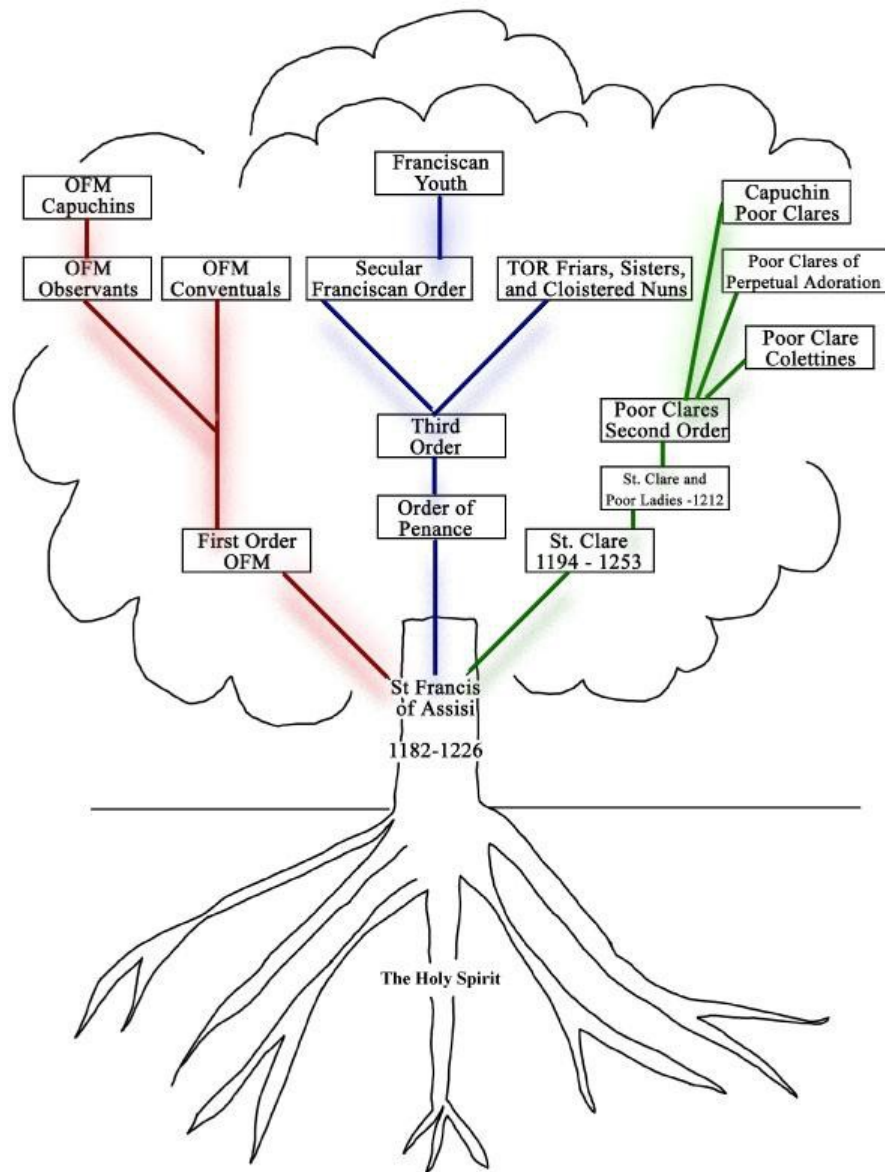 Franciscan
Youth
OFM
Capuchins
Capuchin
Poor Clares
OFM
Observants
OFM
Conventuals
Secular
Franciscan Order
TOR Friars, Sisters,
and Cloistered Nuns
Poor Clares of
Perpetual Adoration
Poor Clare
Colettines
Third
Order
Poor Clares
Second Order
St. Clare and
Poor Ladies -1212
Order of
Penance
First Order
OFM
St. Clare
1194 - 1253
St Francis
of Assisi
1182-1226
The Holy Spirit